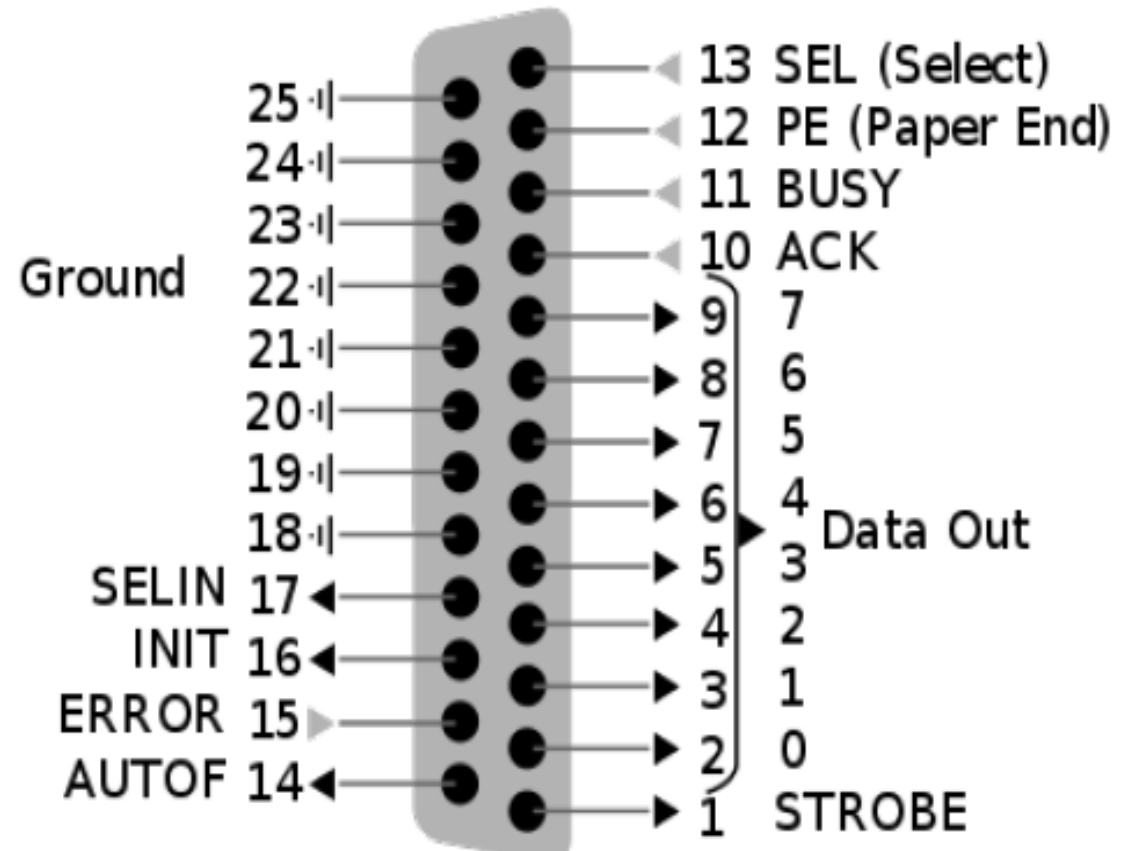 13 SEL (Select)
25
12 PE (Paper End)
24
11 BUSY
23
10 ACK
Ground
22
9 7
21
8 6
20
7 5
19
6 4
Data Out
18
5 3
SELIN 17
4 2
INIT 16
3 1
ERROR 15
2 0
AUTOF 14
1 STROBE